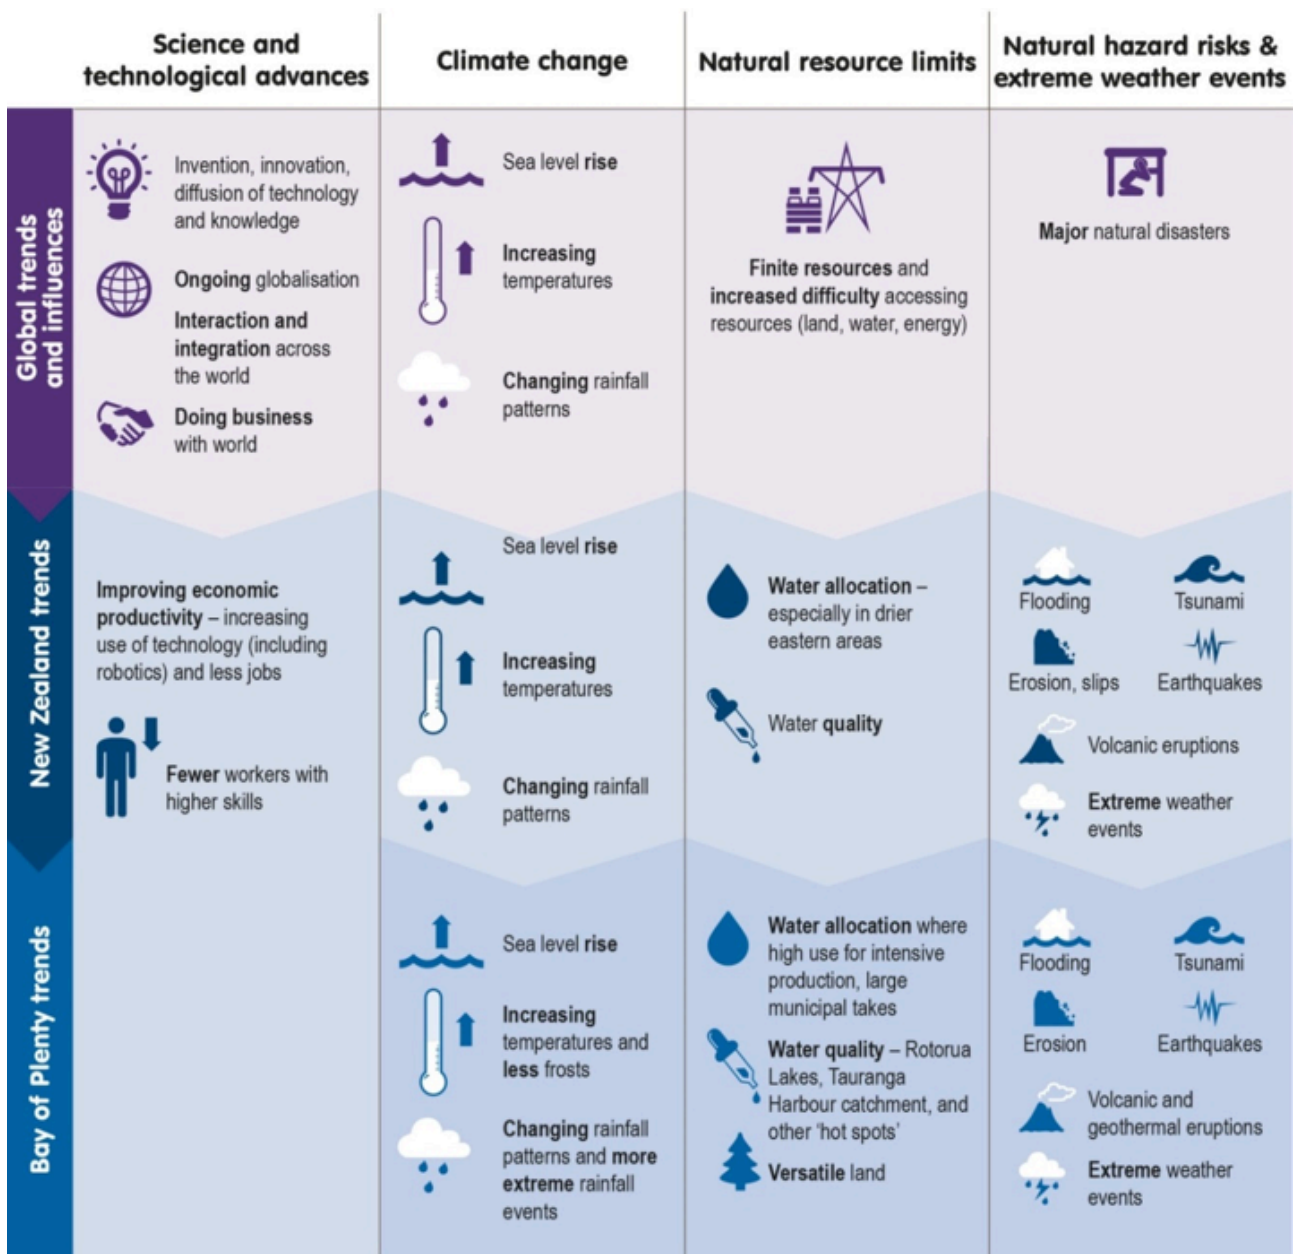 Science and
technological advances
Climate change
Natural resource limits
Natural hazard risks &
extreme weather events
Global trends
and influences
Invention, innovation,
diffusion of technology
and knowledge
Ongoing globalisation
Interaction and
integration across
the world
Doing business
with world
Sea level rise
Increasing
temperatures
Changing rainfall
patterns
Finite resources and
increased difficulty accessing
resources (land, water, energy)
Major natural disasters
New Zealand trends
Improving economic
productivity – increasing
use of technology (including
robotics) and less jobs
Fewer workers with
higher skills
Sea level rise
Increasing
temperatures
Changing rainfall
patterns
Water allocation –
especially in drier
eastern areas
Water quality
Flooding
Tsunami
Erosion, slips
Earthquakes
Volcanic eruptions
Extreme weather
events
Bay of Plenty trends
Sea level rise
Increasing
temperatures and
less frosts
Changing rainfall
patterns and more
extreme rainfall
events
Water allocation where
high use for intensive
production, large
municipal takes
Water quality – Rotorua
Lakes, Tauranga
Harbour catchment, and
other ‘hot spots’
Versatile land
Flooding
Tsunami
Erosion
Earthquakes
Volcanic and
geothermal eruptions
Extreme weather
events